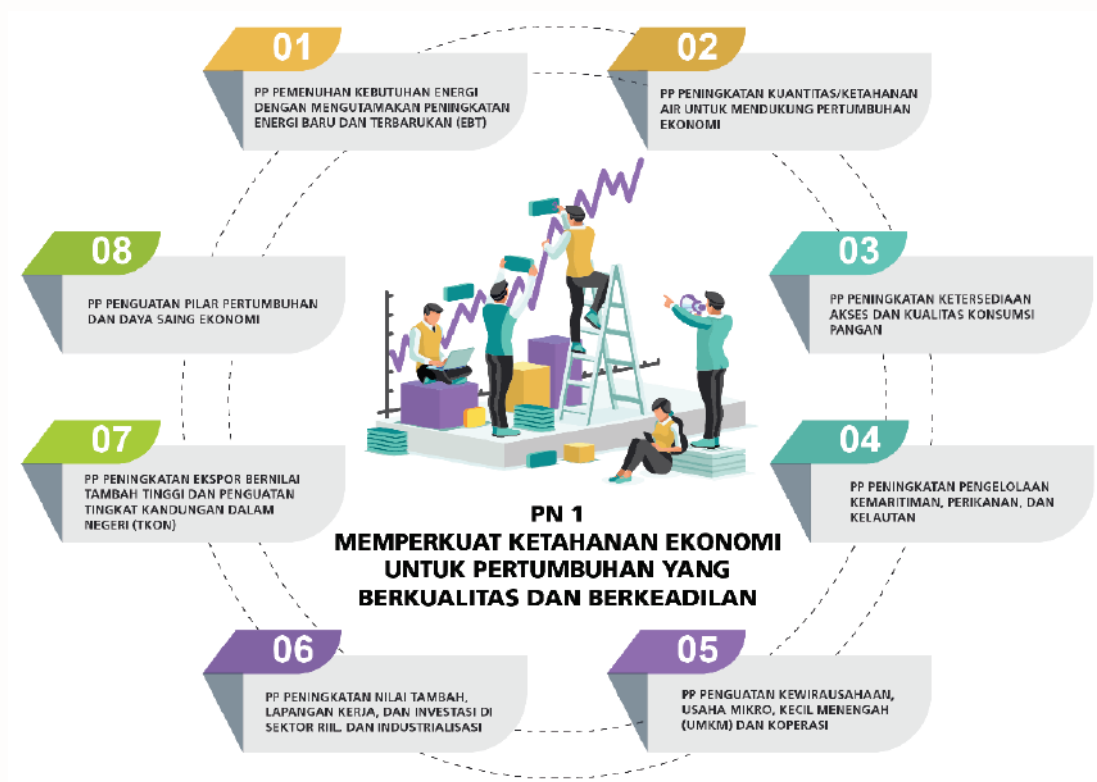 01
PP PEMENUHAN KEBUTUHAN ENERGI
DENGAN MENGUTAMAKAN PENINGKATAN
ENERGI BARU DAN TERBARUKAN (EBT)
02
PP PENINGKATAN KUANTITAS/KETAHANAN
AIR UNTUK MENDUKUNG PERTUMBUHAN
EKONOMI
03
PP PENINGKATAN KETERSEDIAAN
AKSES DAN KUALITAS KONSUMSI
PANGAN
04
PP PENINGKATAN PENGELOLAAN
KEMARITIMAN, PERIKANAN, DAN
KELAUTAN
05
PP PENGUATAN KEWIRAUSAHAAN,
USAHA MIKRO, KECIL MENENGAH
(UMKM) DAN KOPERASI
06
PP PENINGKATAN NILAI TAMBAH,
LAPANGAN KERJA, DAN INVESTASI DI
SEKTOR RIIL, DAN INDUSTRIALISASI
07
PP PENINGKATAN EKSPOR BERNILAI
TAMBAH TINGGI DAN PENGUATAN
TINGKAT KANDUNGAN DALAM
NEGERI (TKON)
08
PP PENGUATAN PILAR PERTUMBUHAN
DAN DAYA SAING EKONOMI
PN 1
MEMPERKUAT KETAHANAN EKONOMI
UNTUK PERTUMBUHAN YANG
BERKUALITAS DAN BERKEADILAN